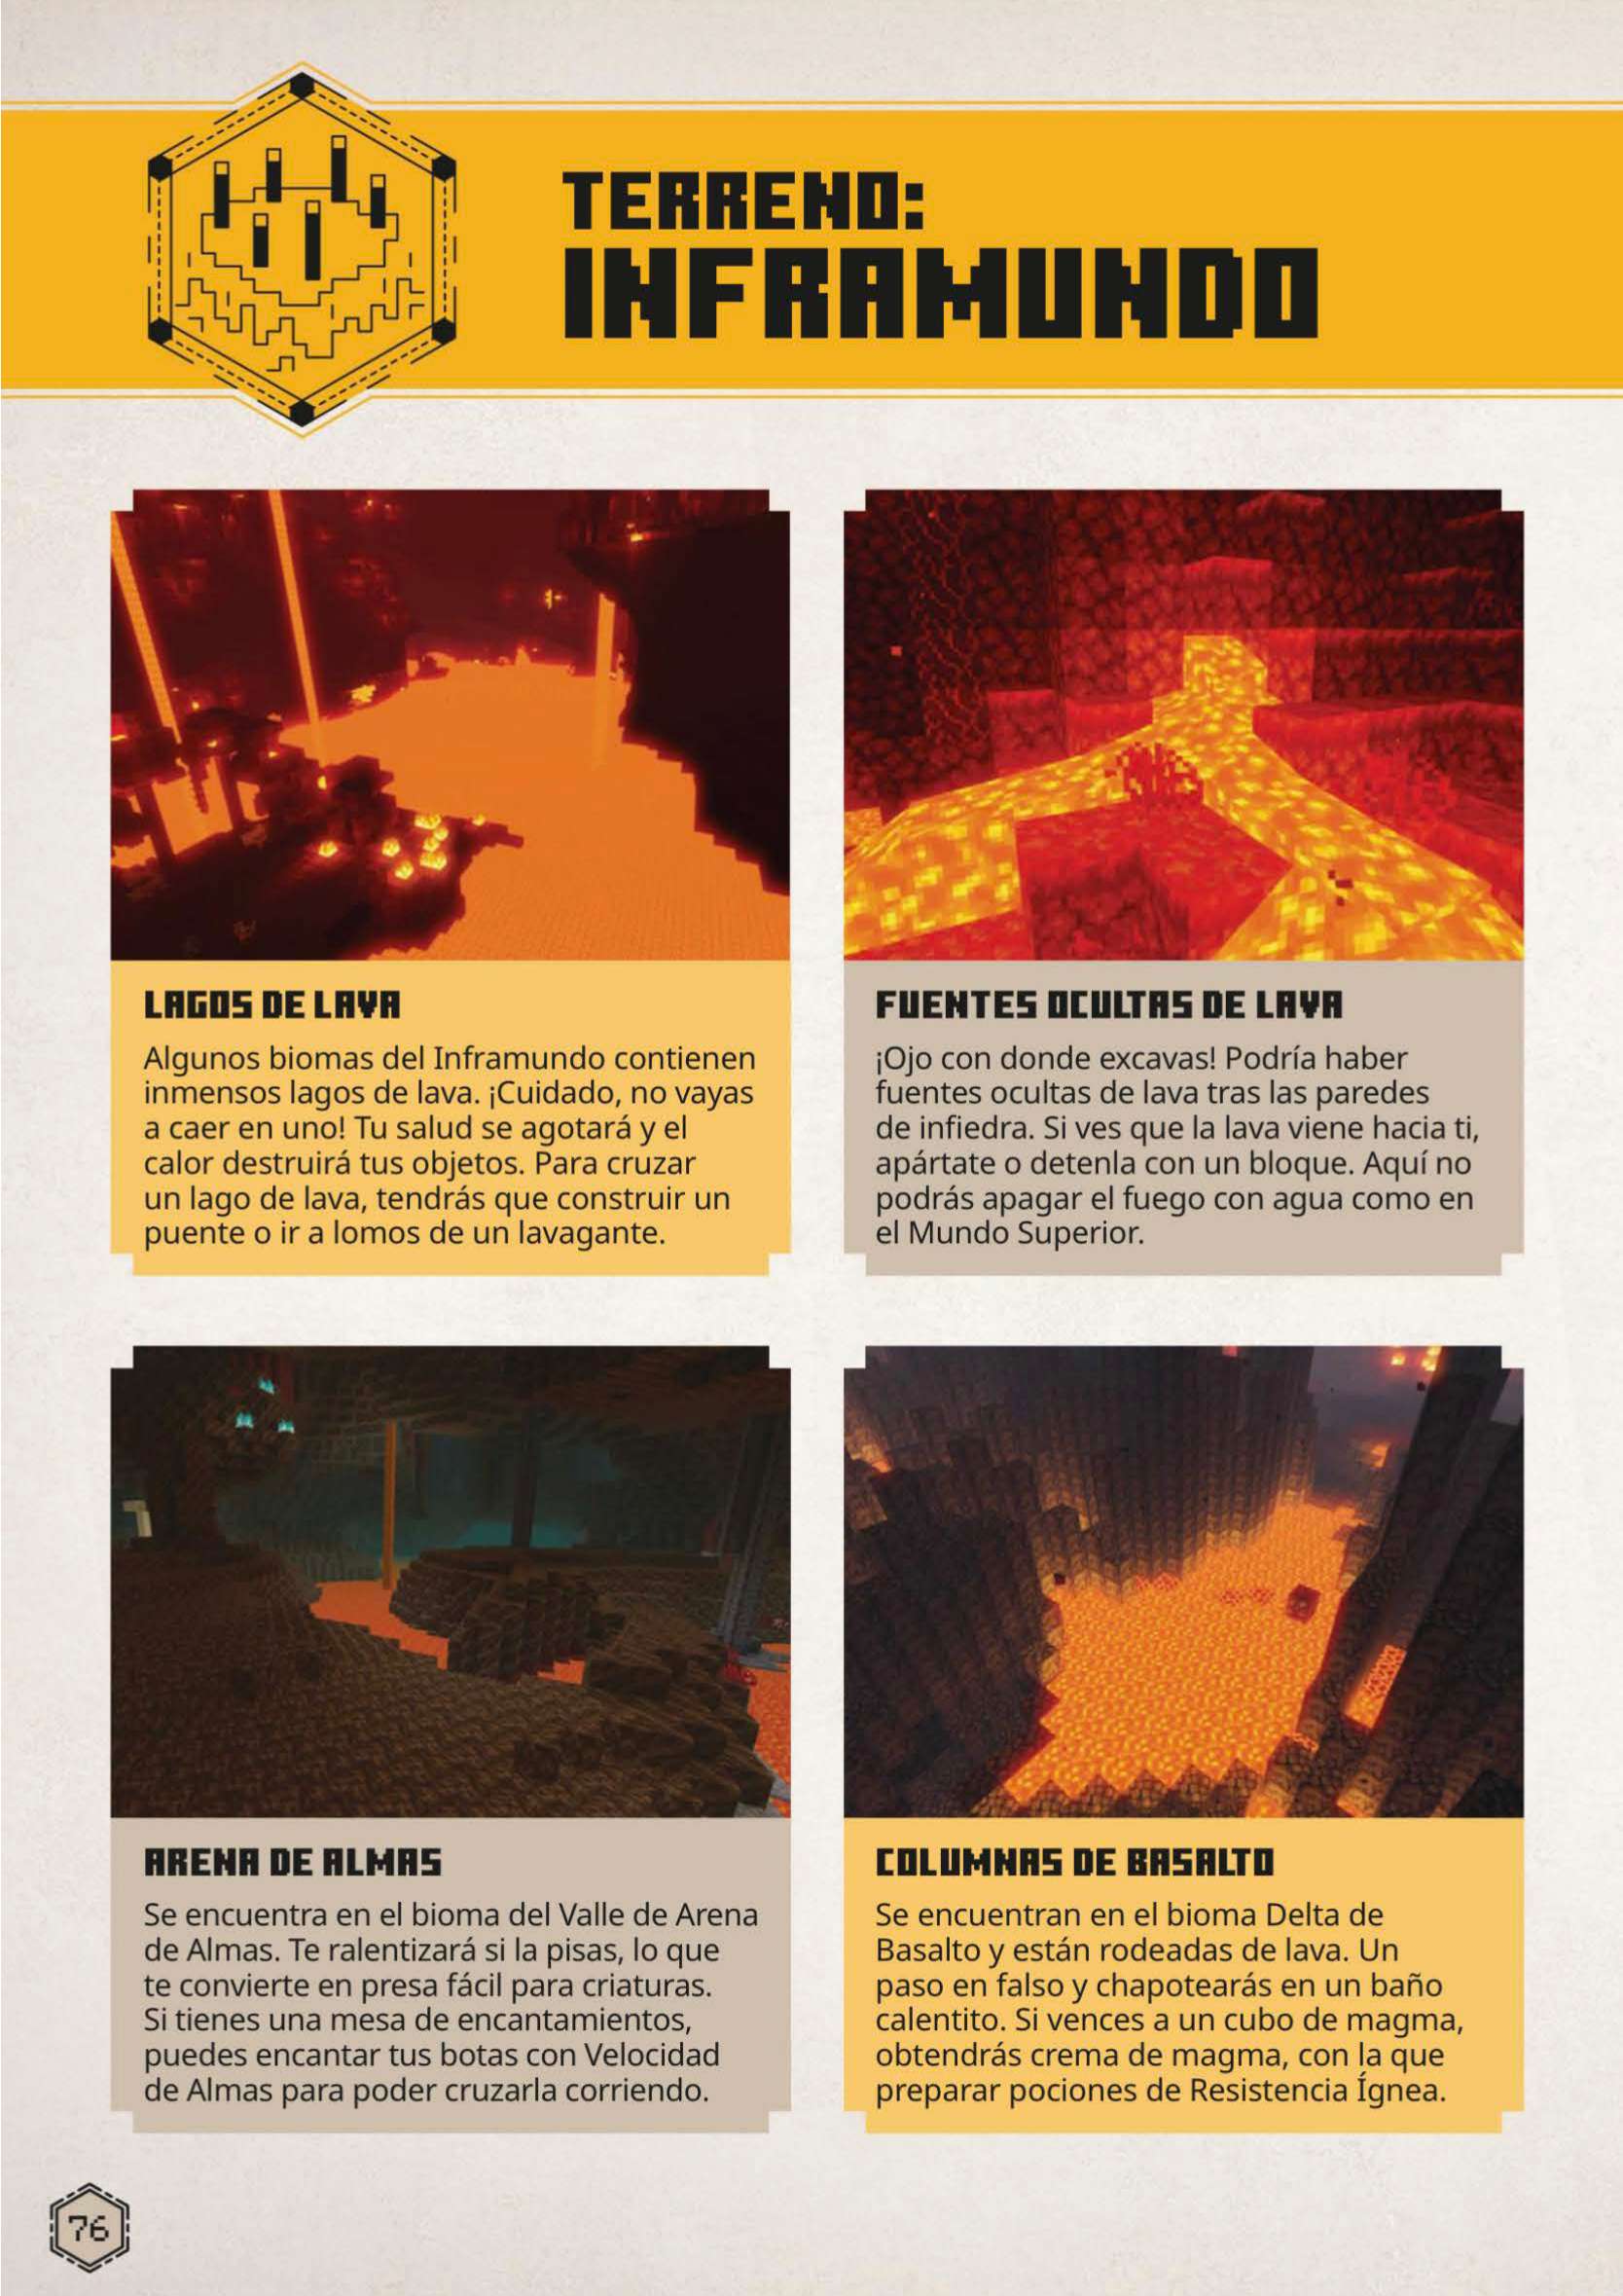 TERRENO:
INFRAMUNDO
LAGOS DE LAVA
Algunos biomas del Inframundo contienen
inmensos lagos de lava. ¡Cuidado, no vayas
a caer en uno! Tu salud se agotará y el
calor destruirá tus objetos. Para cruzar
un lago de lava, tendrás que construir un
puente o ir a lomos de un lavagante.
FUENTES OCULTAS DE LAVA
¡Ojo con donde excavas! Podría haber
fuentes ocultas de lava tras las paredes
de infiedra. Si ves que la lava viene hacia ti,
apártate o detenla con un bloque. Aquí no
podrás apagar el fuego con agua como en
el Mundo Superior.
ARENA DE ALMAS
Se encuentra en el bioma del Valle de Arena
de Almas. Te ralentizará si la pisas, lo que
te convierte en presa fácil para criaturas.
Si tienes una mesa de encantamientos,
puedes encantar tus botas con Velocidad
de Almas para poder cruzarla corriendo.
COLUMNAS DE BASALTO
Se encuentran en el bioma Delta de
Basalto y están rodeadas de lava. Un
paso en falso y chapotearás en un baño
calentito. Si vences a un cubo de magma,
obtendrás crema de magma, con la que
preparar pociones de Resistencia Ígnea.
76